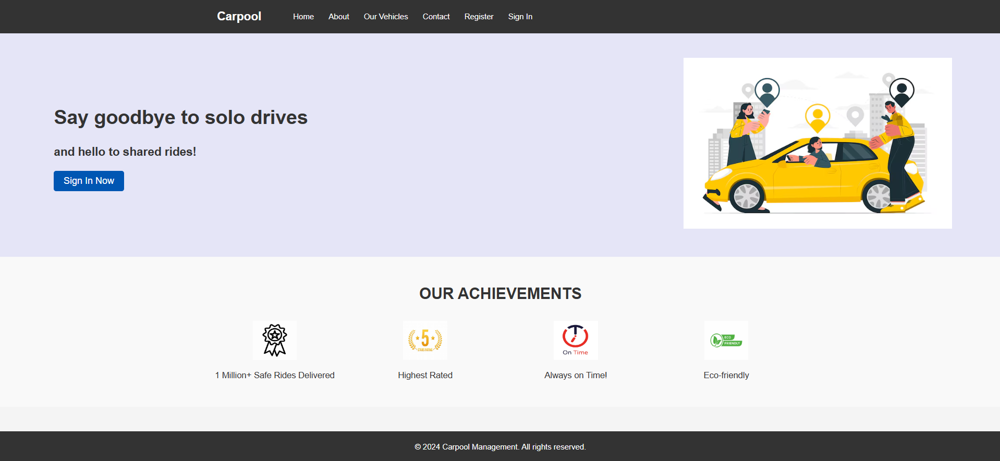 Carpool
Home
About
Our Vehicles
Contact
Register
Sign In
Say goodbye to solo drives
and hello to shared rides!
Sign In Now
OUR ACHIEVEMENTS
5
On Time
ECO
FRIENDLY
1 Million+ Safe Rides Delivered
Highest Rated
Always on Time!
Eco-friendly
© 2024 Carpool Management. All rights reserved.